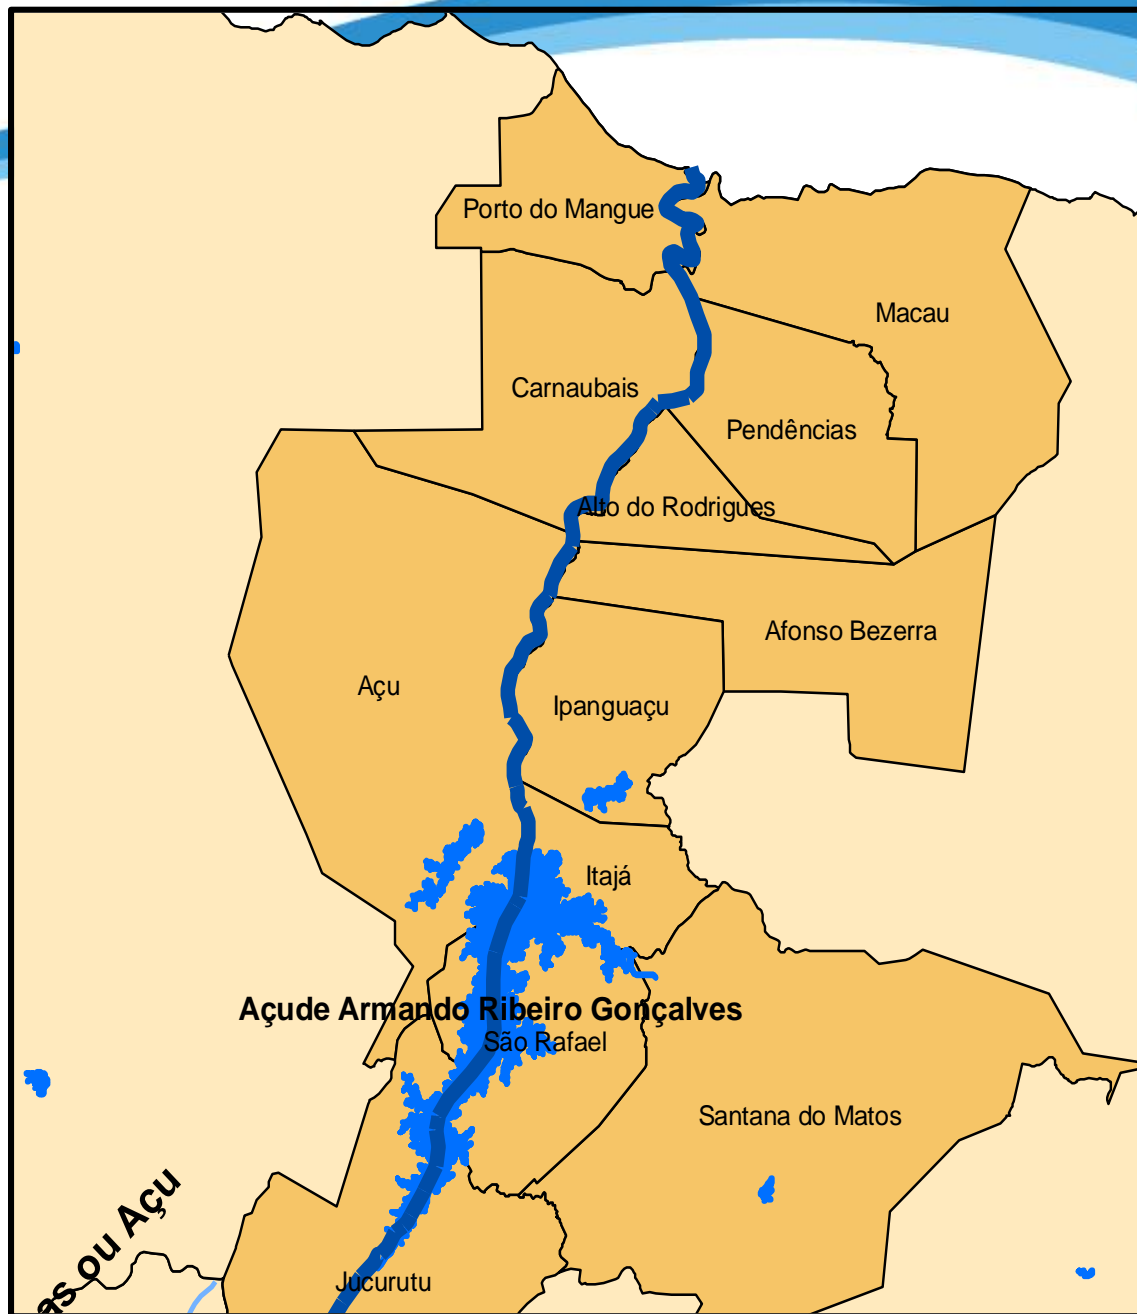 Porto do Mangue
Macau
Carnaubais
Pendências
Alto do Rodrigues
Afonso Bezerra
Açu
Ipanguaçu
Itajá
Açude Armando Ribeiro Gonçalves
São Rafael
Santana do Matos
as ou Açu
Jucurutu